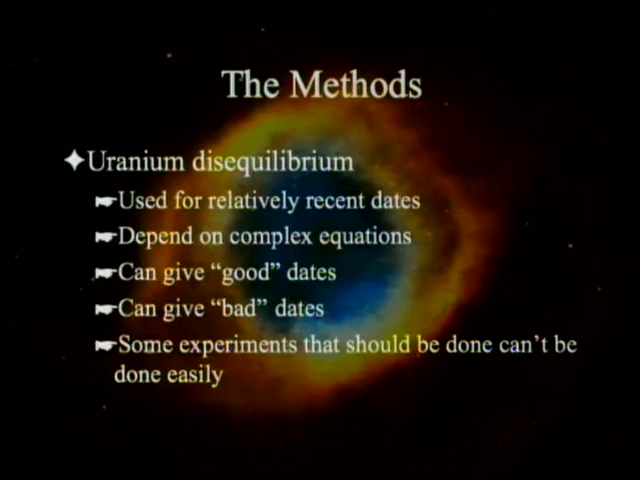 The Methods
Uranium disequilibrium
Used for relatively recent dates
Depend on complex equations
Can give “good” dates
Can give “bad” dates
Some experiments that should be done can’t be
done easily